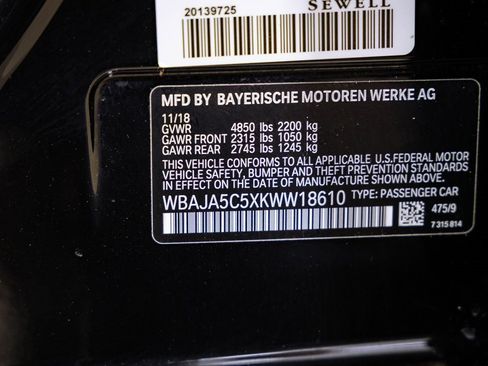 SEWELL
20139725
MFD BY BAYERISCHE MOTOREN WERKE AG
11/18
GVWR 4850 lbs 2200 kg
GAWR FRONT 2315 lbs 1050 kg
GAWR REAR 2745 lbs 1245 kg
THIS VEHICLE CONFORMS TO ALL APPLICABLE U.S.FEDERAL MOTOR
VEHICLE SAFETY, BUMPER AND THEFT PREVENTION STANDARDS
IN EFFECT ON THE DATE OF MANUFACTURE SHOWN ABOVE.
WBAJA5C5XKWW18610 TYPE: PASSENGER CAR
475/9
7 315 814